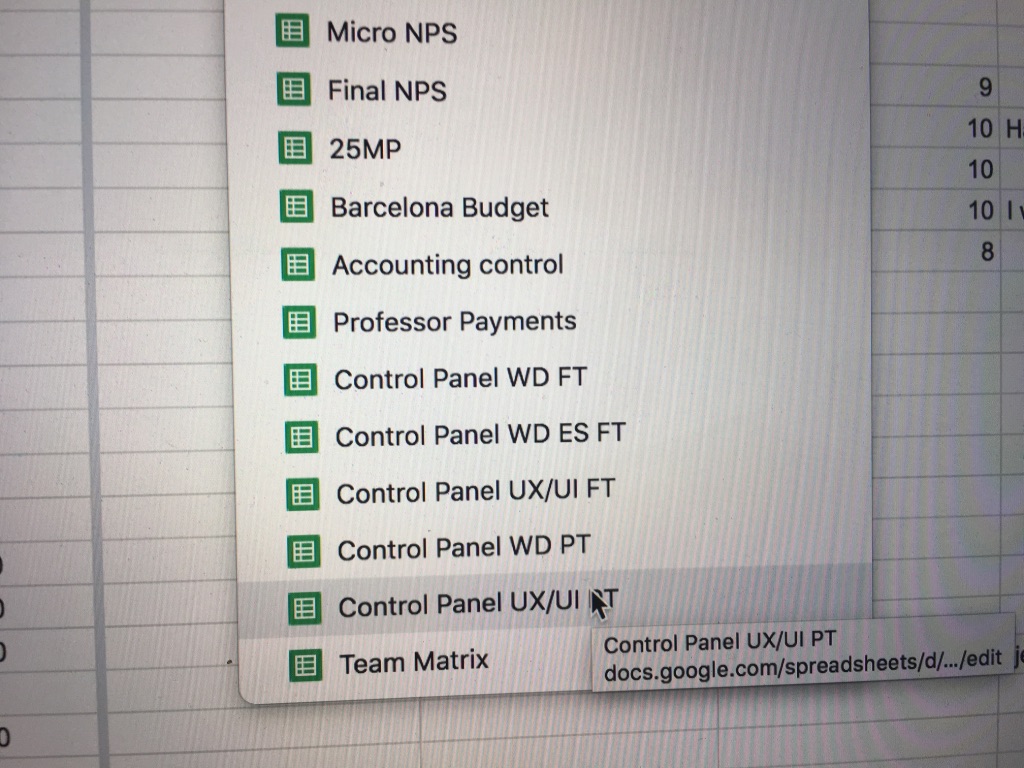 Micro NPS
Final NPS
9
25MP
10
Barcelona Budget
10
10 I
Accounting control
8
Professor Payments
Control Panel WD FT
Control Panel WD ES FT
Control Panel UX/UI FT
Control Panel WD PT
Control Panel UX/UI PT
Control Panel UX/UI PT
Team Matrix
docs.google.com/spreadsheets/d/.../edit